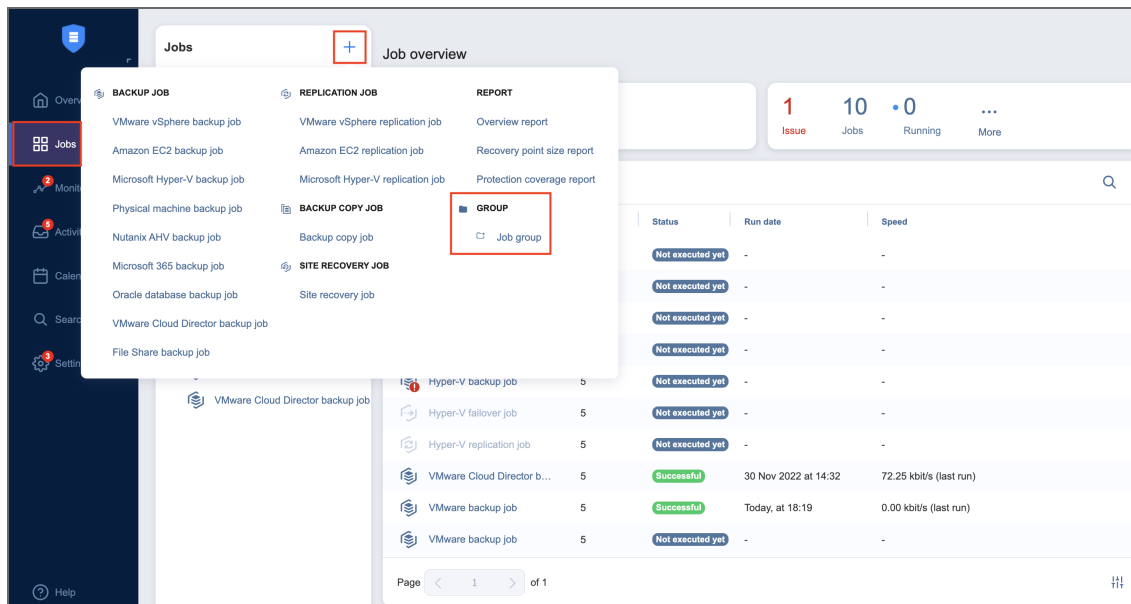 Jobs
+
Job overview
Overv
Jobs
2
Monit
5
Activit
Calen
Searc
3
Settin
Help
BACKUP JOB
VMware vSphere backup job
Amazon EC2 backup job
Microsoft Hyper-V backup job
Physical machine backup job
Nutanix AHV backup job
Microsoft 365 backup job
Oracle database backup job
VMware Cloud Director backup job
File Share backup job
REPLICATION JOB
VMware vSphere replication job
Amazon EC2 replication job
Microsoft Hyper-V replication job
BACKUP COPY JOB
Backup copy job
SITE RECOVERY JOB
Site recovery job
REPORT
Overview report
Recovery point size report
Protection coverage report
GROUP
Job group
VMware Cloud Director backup job
1 10 0 ...
Issue Jobs Running More
Status Run date Speed
Not executed yet - -
Not executed yet - -
Not executed yet - -
Not executed yet - -
Hyper-V backup job 5 Not executed yet - -
Hyper-V failover job 5 Not executed yet - -
Hyper-V replication job 5 Not executed yet - -
VMware Cloud Director b... 5 Successful 30 Nov 2022 at 14:32 72.25 kbit/s (last run)
VMware backup job 5 Successful Today, at 18:19 0.00 kbit/s (last run)
VMware backup job 5 Not executed yet - -
Page < 1 > of 1